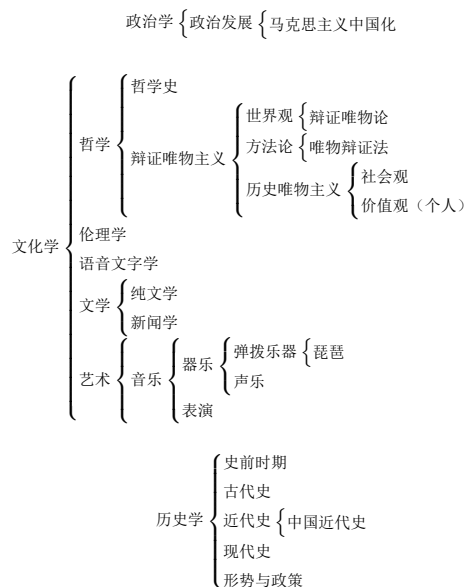 政治学 { 政治发展 { 马克思主义中国化
哲学史
世界观 { 辩证唯物论
哲学
方法论 { 唯物辩证法
辩证唯物主义
社会观
历史唯物主义
价值观（个人）
伦理学
文化学
语音文字学
纯文学
文学
新闻学
弹拨乐器 { 琵琶
器乐
声乐
艺术 音乐
表演
史前时期
古代史
历史学 近代史 { 中国近代史
现代史
形势与政策